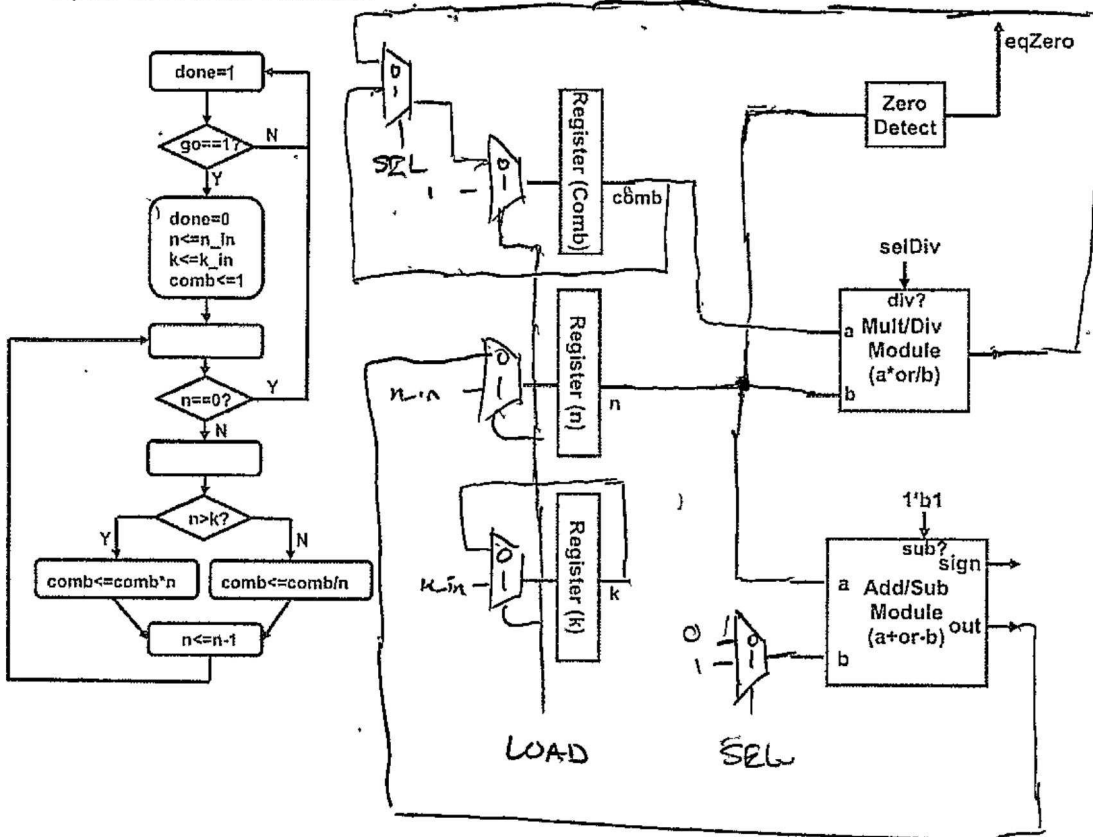 done=1
go==1?
N
Y
done=0
n<=n_in
k<=k_in
comb<=1
n==0?
Y
N
n>k?
Y
N
comb<=comb*n
comb<=comb/n
n<=n-1
0
1
SEL
0
1
1
Register (Comb)
comb
0
1
n_in
Register (n)
n
0
1
k_in
Register (k)
k
LOAD
eqZero
Zero
Detect
selDiv
div?
a
Mult/Div
Module
(a*or/b)
b
1'b1
sub?
sign
a
Add/Sub
Module
(a+or-b)
out
b
0
1
0
1
SEL